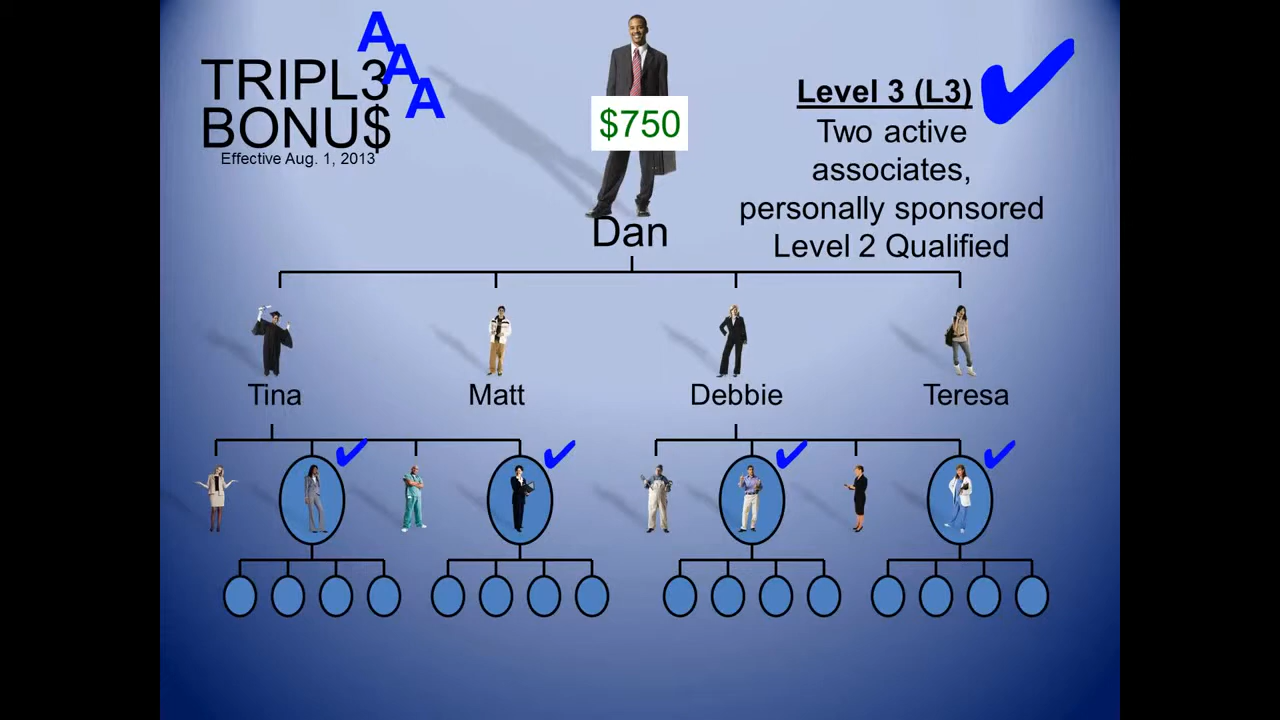 A
A
A
TRIPL3
BONU$
Effective Aug. 1, 2013
$750
Level 3 (L3)
Two active
associates,
personally sponsored
Level 2 Qualified
Dan
Tina
Matt
Debbie
Teresa